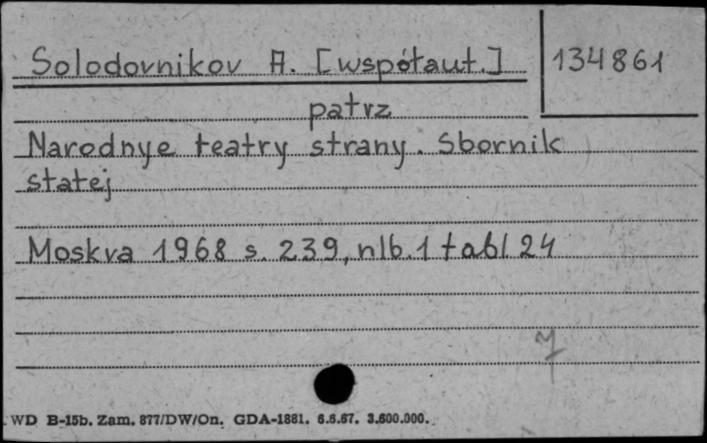 Solodovnikov A. [współaut.] 134861
patrz
Narodnye teatry strany. Sbornik
statej
Moskva 1968 s. 239, nlb. 1 tabl 24
WD B-15b. Zam. 877/DW/On. GDA-1881. 6.6.67. 3.600.000.